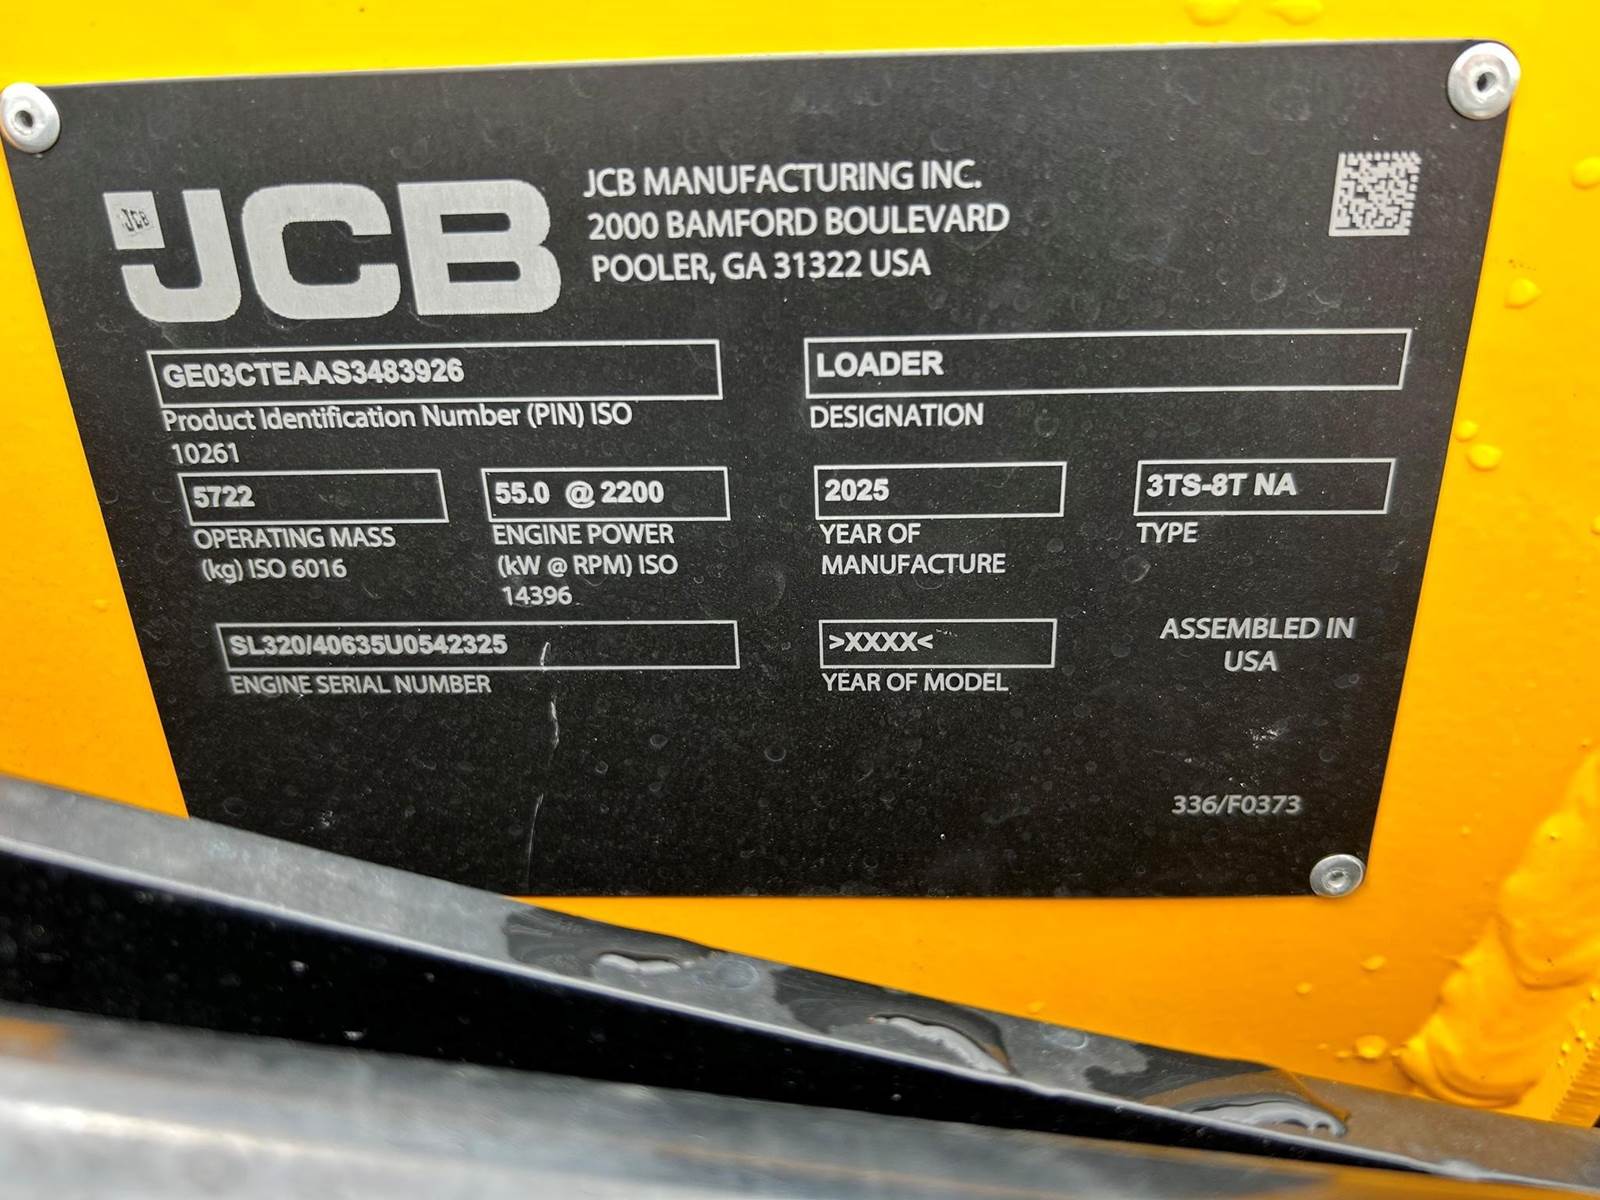 JCB
JCB
JCB MANUFACTURING INC.
2000 BAMFORD BOULEVARD
POOLER, GA 31322 USA
GE03CTEAAS3483926
Product Identification Number (PIN) ISO
10261
LOADER
DESIGNATION
5722
OPERATING MASS
(kg) ISO 6016
55.0 @ 2200
ENGINE POWER
(kW @ RPM) ISO
14396
2025
YEAR OF
MANUFACTURE
3TS-8T NA
TYPE
SL320/40635U0542325
ENGINE SERIAL NUMBER
>XXXX<
YEAR OF MODEL
ASSEMBLED IN
USA
336/F0373